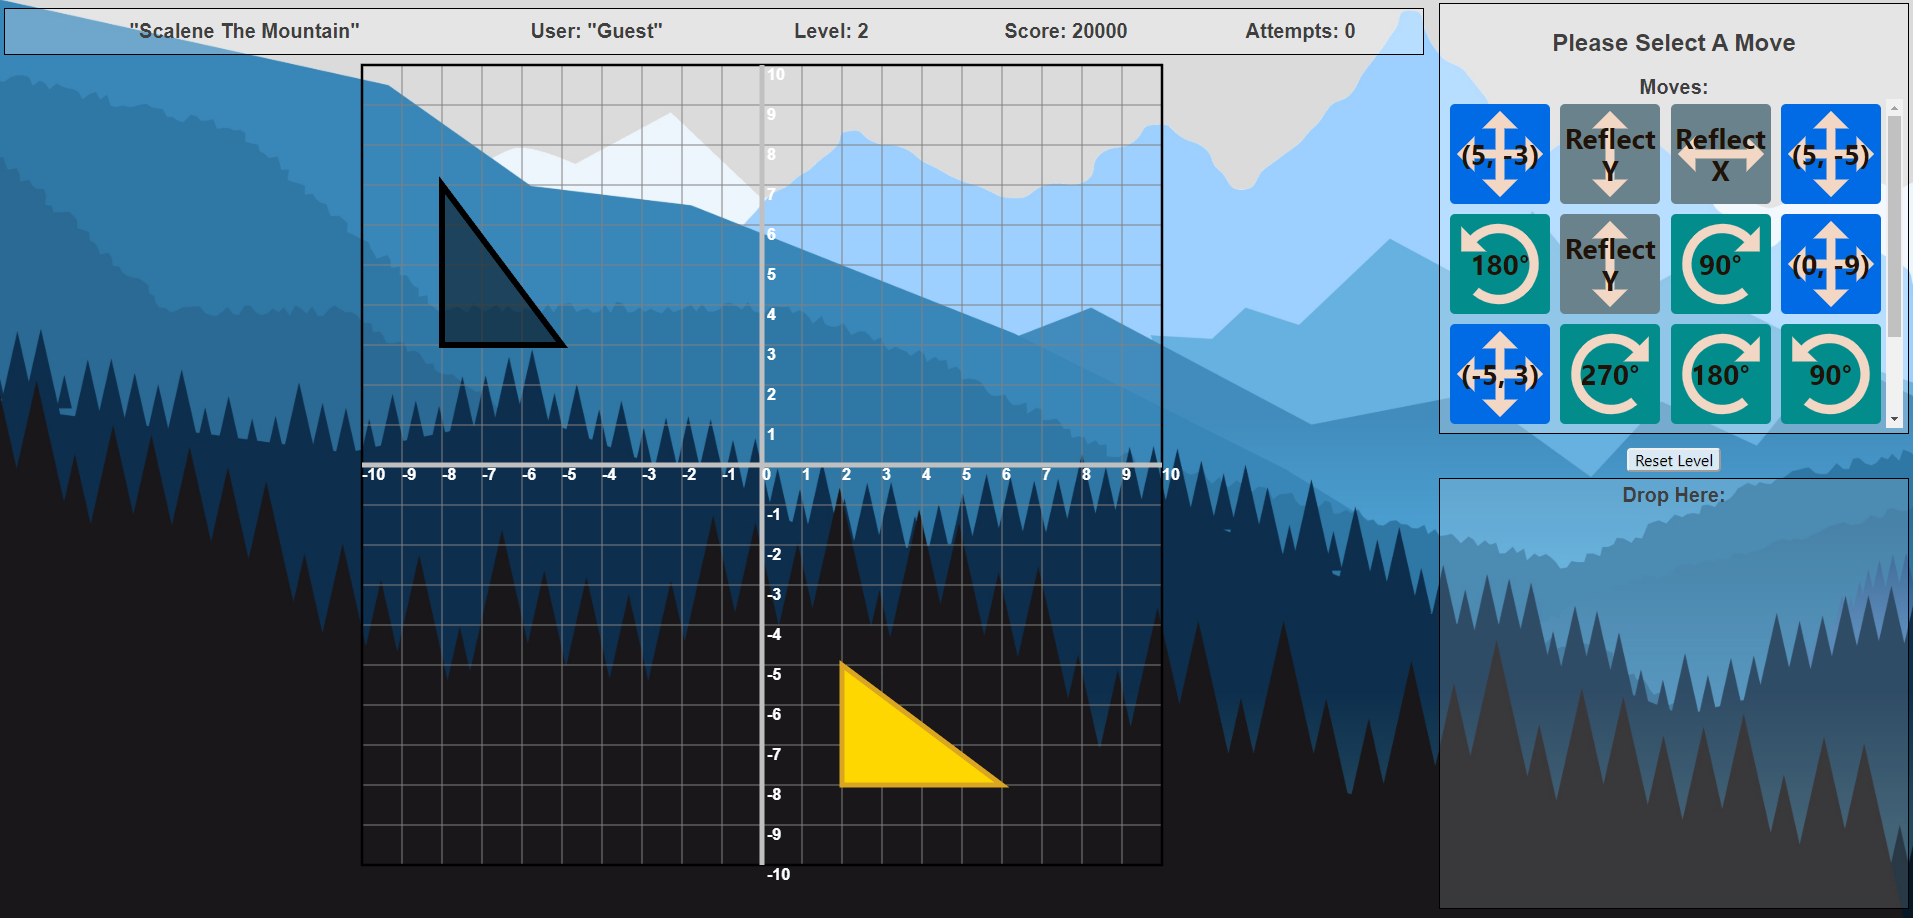 "Scalene The Mountain" User: "Guest" Level: 2 Score: 20000 Attempts: 0
Please Select A Move
Moves:
(5, -3) Reflect Y Reflect X (5, -5)
180° Reflect Y 90° (0, -9)
(-5, 3) 270° 180° 90°
Reset Level
Drop Here:
10
9
8
7
6
5
4
3
2
1
-10 -9 -8 -7 -6 -5 -4 -3 -2 -1 0 1 2 3 4 5 6 7 8 9 10
-1
-2
-3
-4
-5
-6
-7
-8
-9
-10